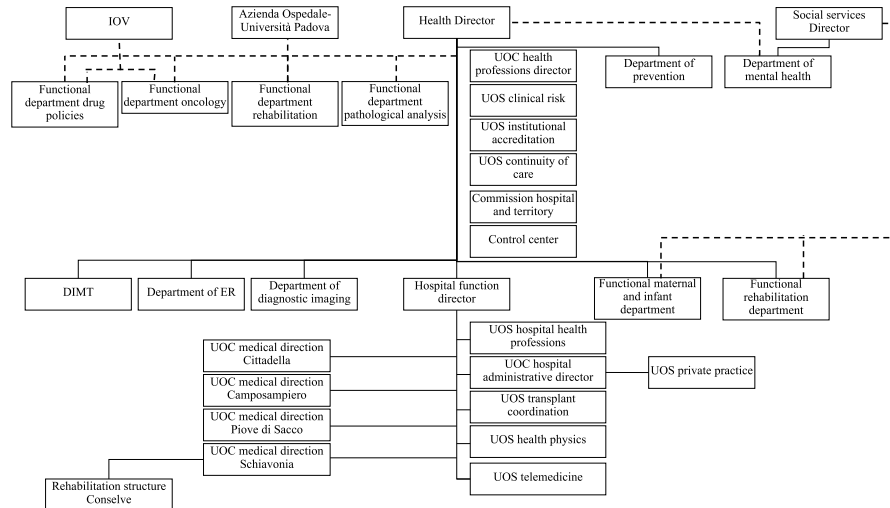 IOV
Azienda Ospedale-
Università Padova
Health Director
Social services
Director
UOC health
professions director
Department of
prevention
Department of
mental health
Functional
department drug
policies
Functional
department oncology
Functional
department
rehabilitation
Functional
department
pathological analysis
UOS clinical risk
UOS institutional
accreditation
UOS continuity of
care
Commission hospital
and territory
Control center
DIMT
Department of ER
Department of
diagnostic imaging
Hospital function
director
Functional maternal
and infant
department
Functional
rehabilitation
department
UOS hospital health
professions
UOC medical direction
Cittadella
UOC hospital
administrative director
UOS private practice
UOC medical direction
Camposampiero
UOS transplant
coordination
UOC medical direction
Piove di Sacco
UOS health physics
UOC medical direction
Schiavonia
UOS telemedicine
Rehabilitation structure
Conselve